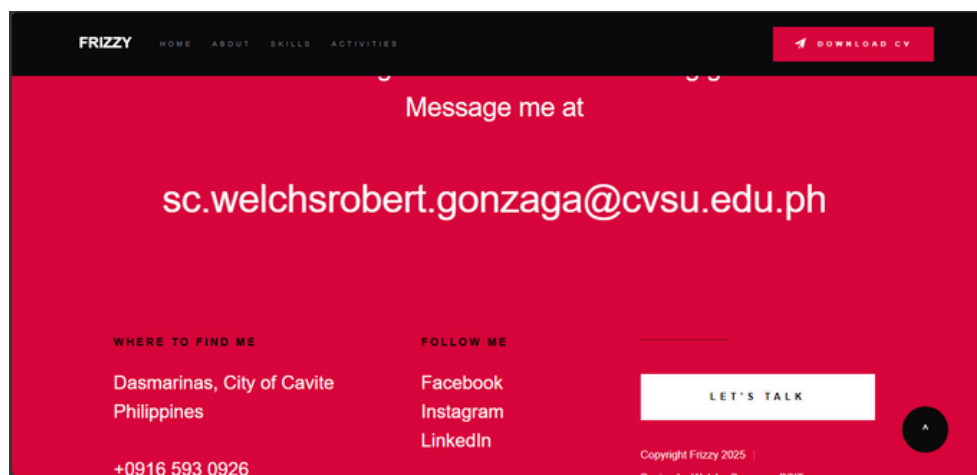 FRIZZY HOME ABOUT SKILLS ACTIVITIES DOWNLOAD CV
Message me at
sc.welchsrobert.gonzaga@cvsu.edu.ph
WHERE TO FIND ME
Dasmarinas, City of Cavite
Philippines
+0916 593 0926
FOLLOW ME
Facebook
Instagram
LinkedIn
LET'S TALK
Copyright Frizzy 2025 |